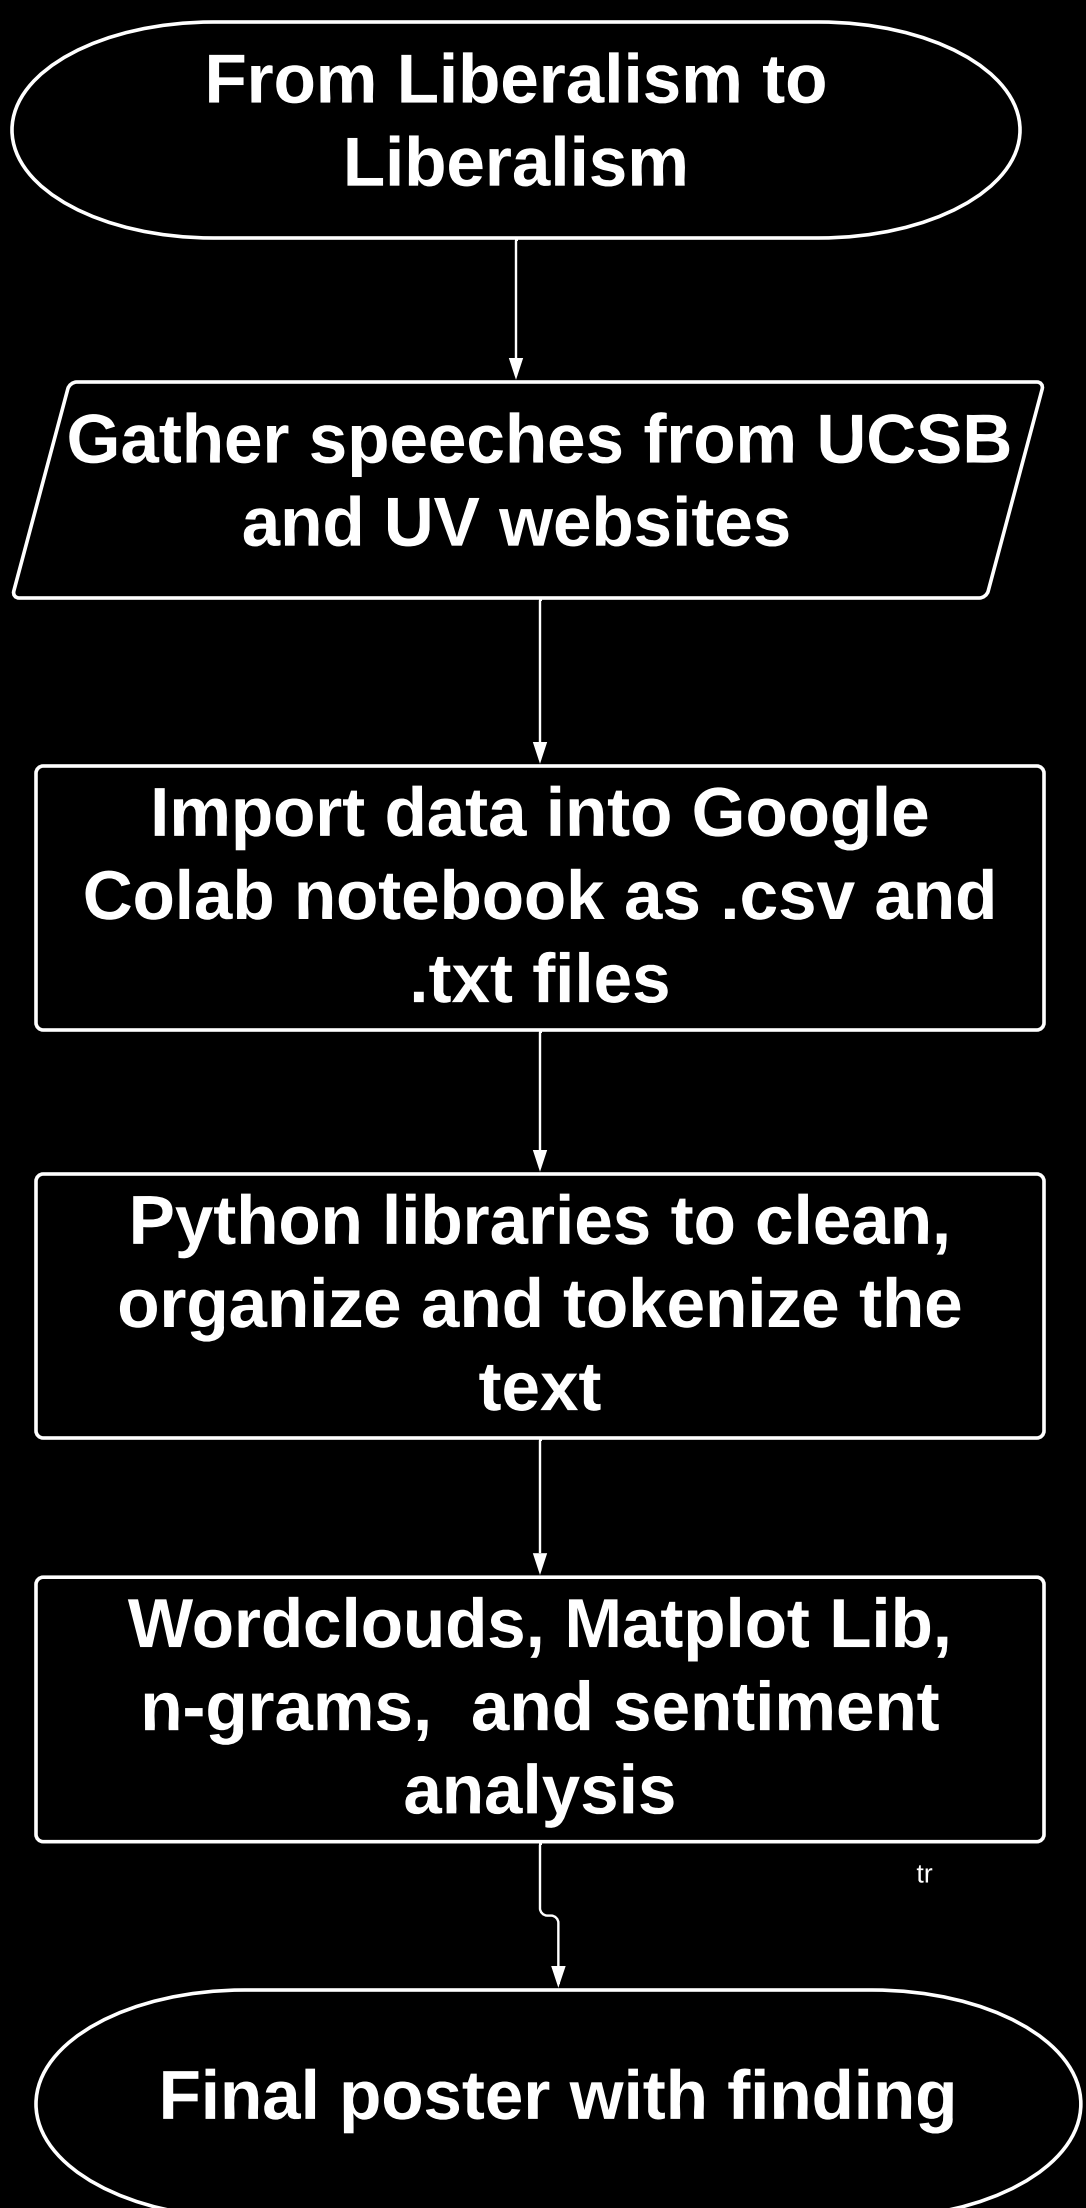 From Liberalism to
Liberalism
Gather speeches from UCSB
and UV websites
Import data into Google
Colab notebook as .csv and
.txt files
Python libraries to clean,
organize and tokenize the
text
Wordclouds, Matplot Lib,
n-grams,  and sentiment
analysis
tr
Final poster with finding